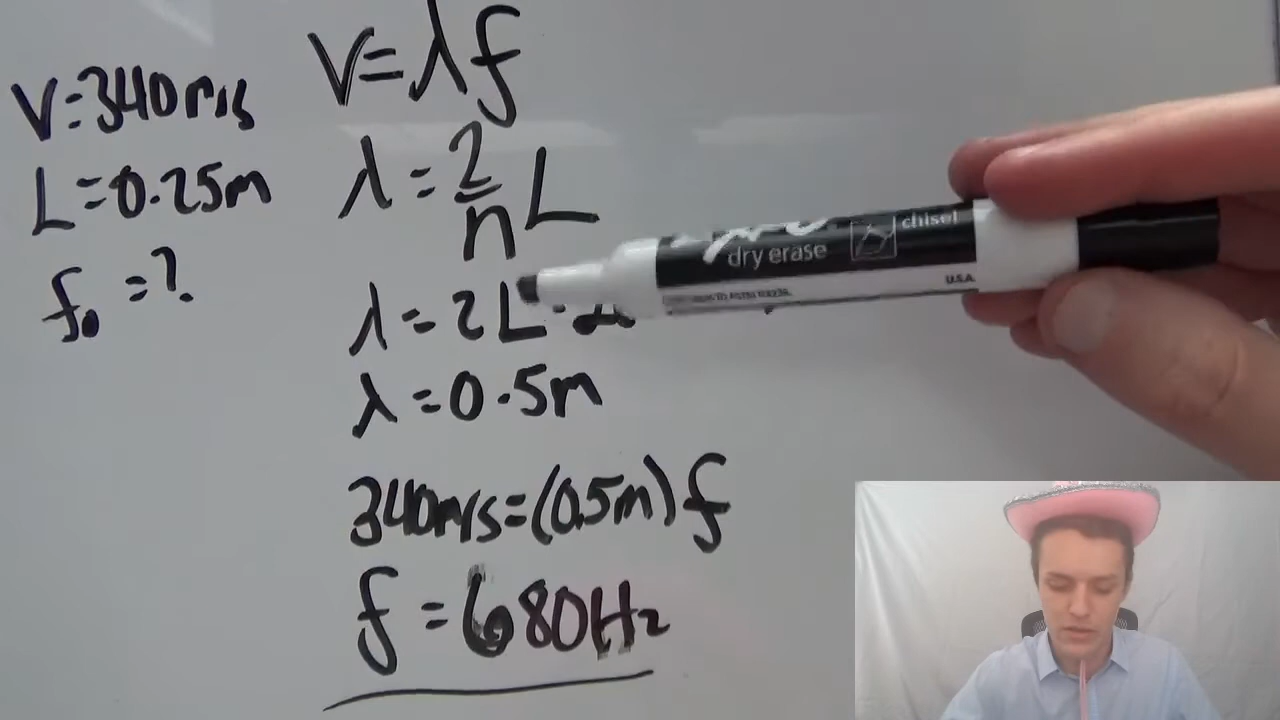 V=340m/s
L=0.25m
f₀=?
V=λf
λ=2/n L
λ=2L
λ=0.5m
340m/s=(0.5m)f
f=680Hz
dry erase
chisel
U.S.A.